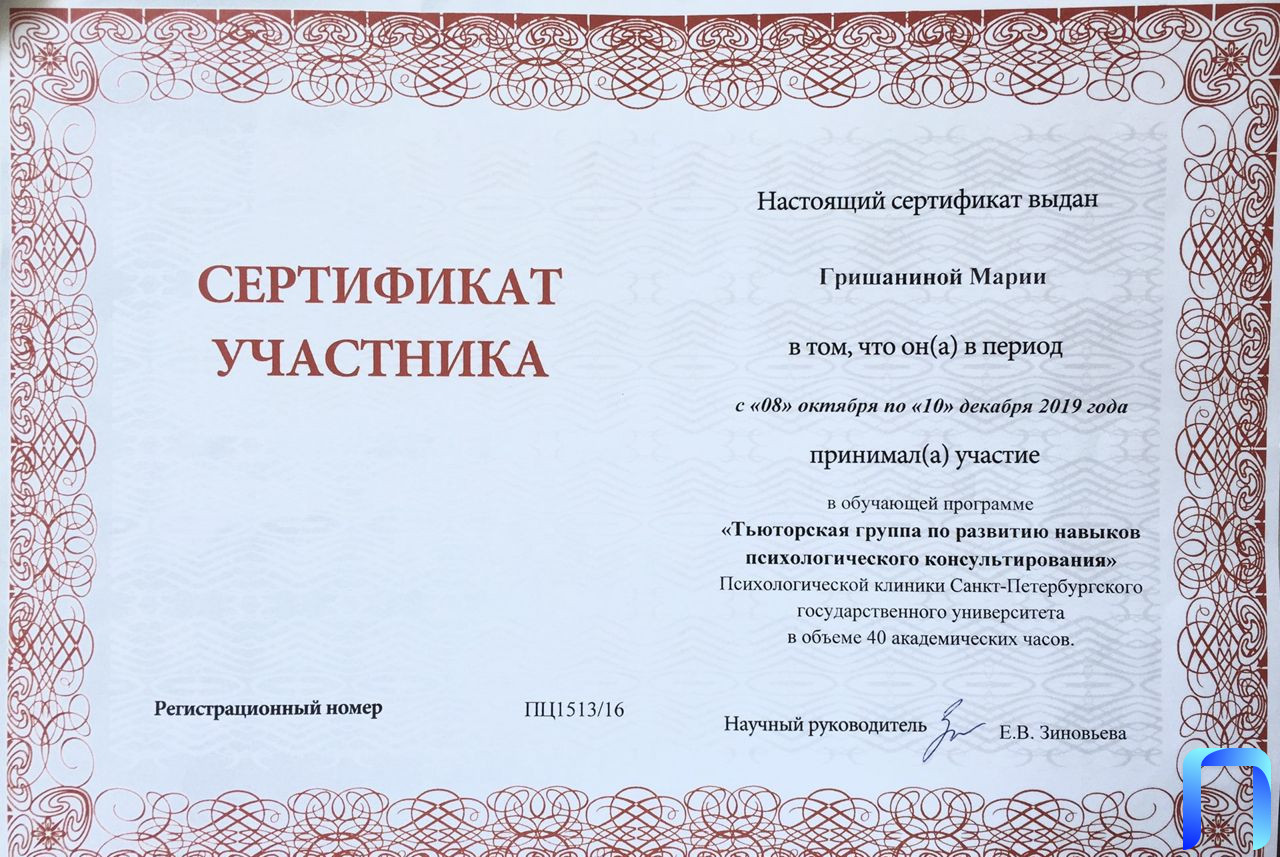 СЕРТИФИКАТ
УЧАСТНИКА
Регистрационный номер ПЦ1513/16
Настоящий сертификат выдан
Гришаниной Марии
в том, что он(а) в период
с «08» октября по «10» декабря 2019 года
принимал(а) участие
в обучающей программе
«Тьюторская группа по развитию навыков
психологического консультирования»
Психологической клиники Санкт-Петербургского
государственного университета
в объеме 40 академических часов.
Научный руководитель Е.В. Зиновьева